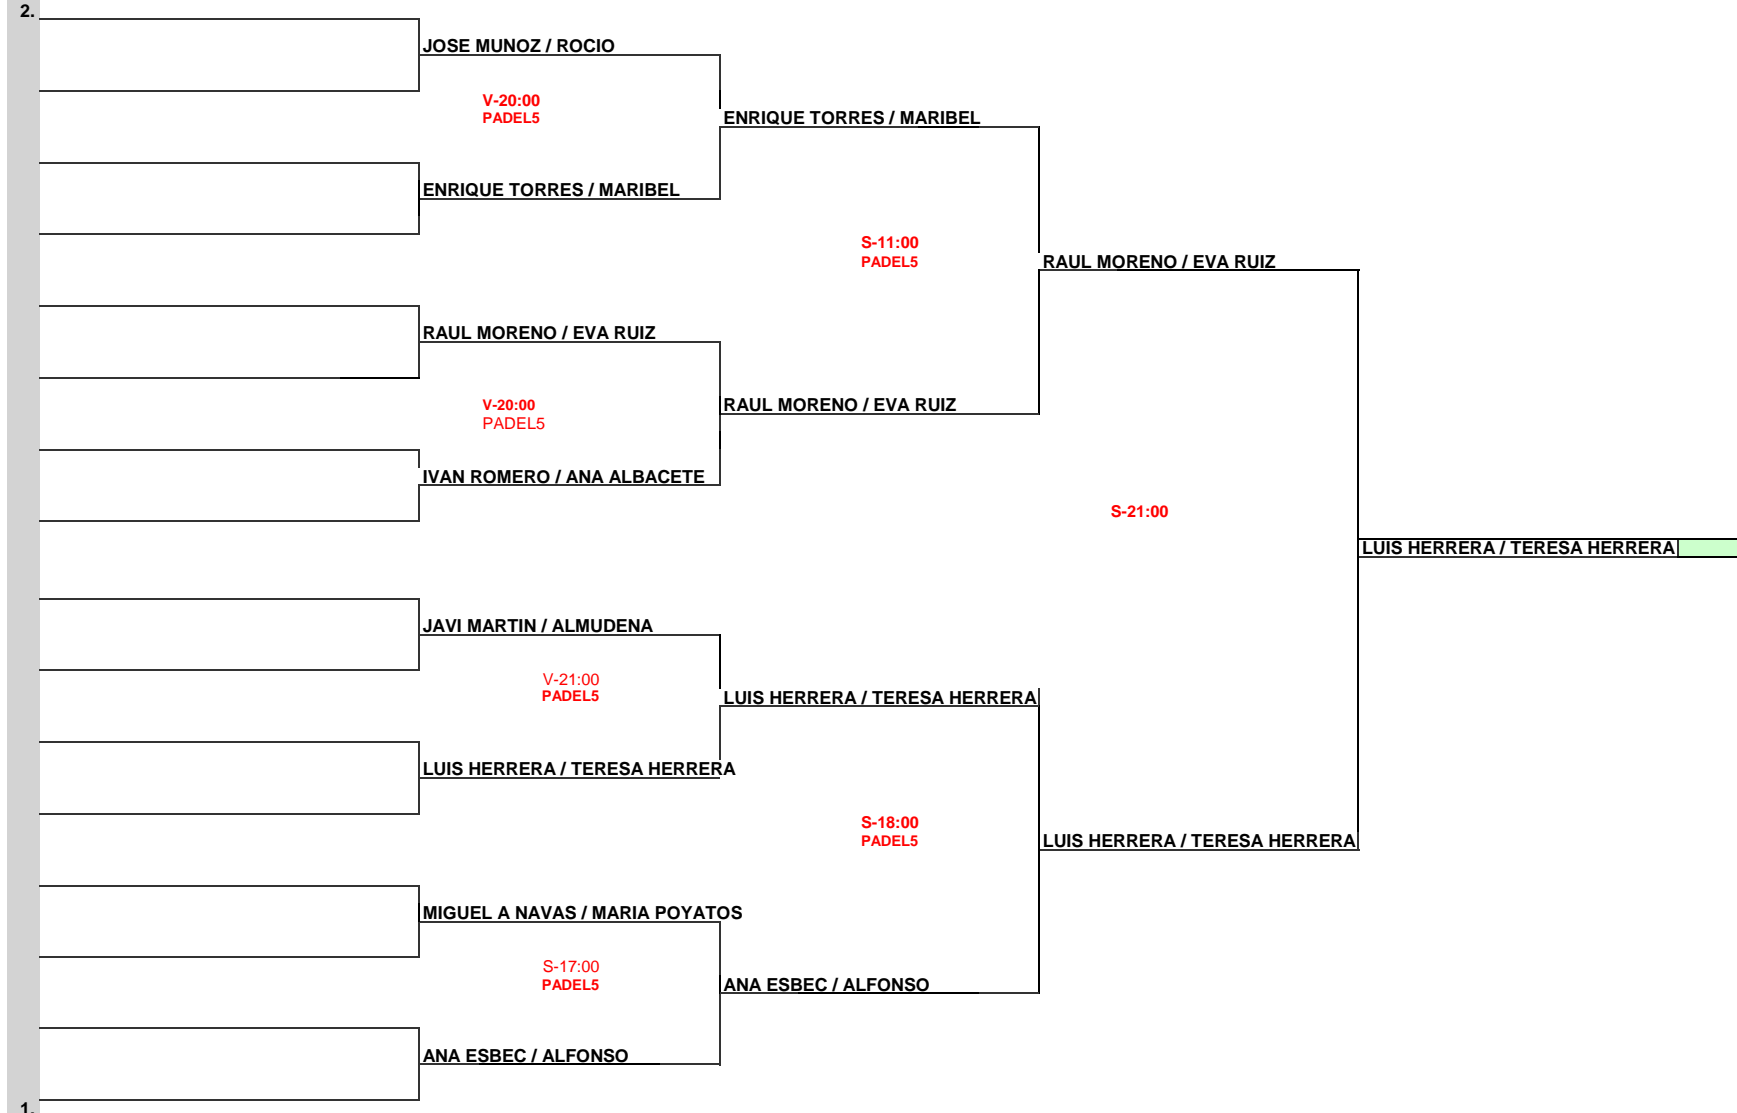 2.
JOSE MUNOZ / ROCIO
V-20:00
PADEL5
ENRIQUE TORRES / MARIBEL
ENRIQUE TORRES / MARIBEL
S-11:00
PADEL5
RAUL MORENO / EVA RUIZ
RAUL MORENO / EVA RUIZ
V-20:00
PADEL5
RAUL MORENO / EVA RUIZ
IVAN ROMERO / ANA ALBACETE
S-21:00
LUIS HERRERA / TERESA HERRERA
JAVI MARTIN / ALMUDENA
V-21:00
PADEL5
LUIS HERRERA / TERESA HERRERA
LUIS HERRERA / TERESA HERRERA
S-18:00
PADEL5
LUIS HERRERA / TERESA HERRERA
MIGUEL A NAVAS / MARIA POYATOS
S-17:00
PADEL5
ANA ESBEC / ALFONSO
ANA ESBEC / ALFONSO
1.